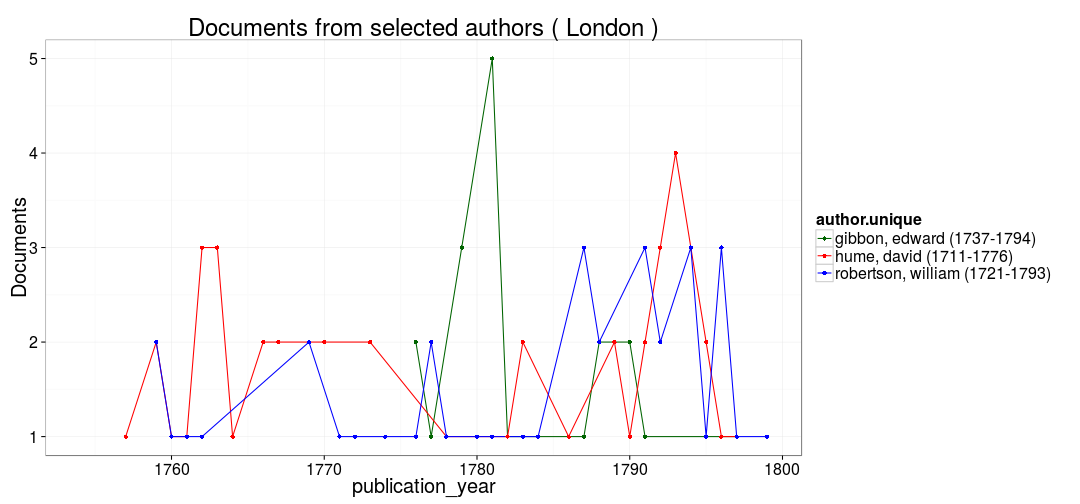 Documents from selected authors ( London )
Documents
5
4
3
2
1
1760 1770 1780 1790 1800
publication_year
author.unique
gibbon, edward (1737-1794)
hume, david (1711-1776)
robertson, william (1721-1793)